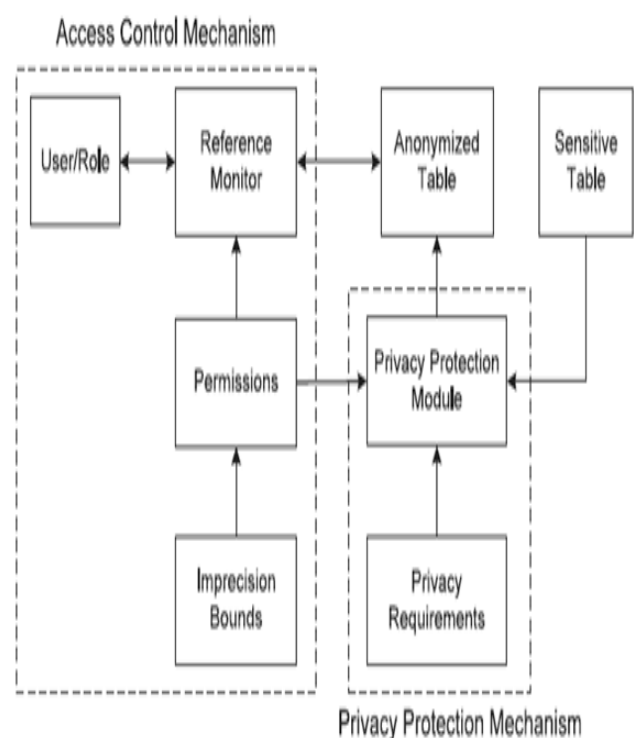 Access Control Mechanism
User/Role
Reference
Monitor
Anonymized
Table
Sensitive
Table
Permissions
Privacy Protection
Module
Imprecision
Bounds
Privacy
Requirements
Privacy Protection Mechanism